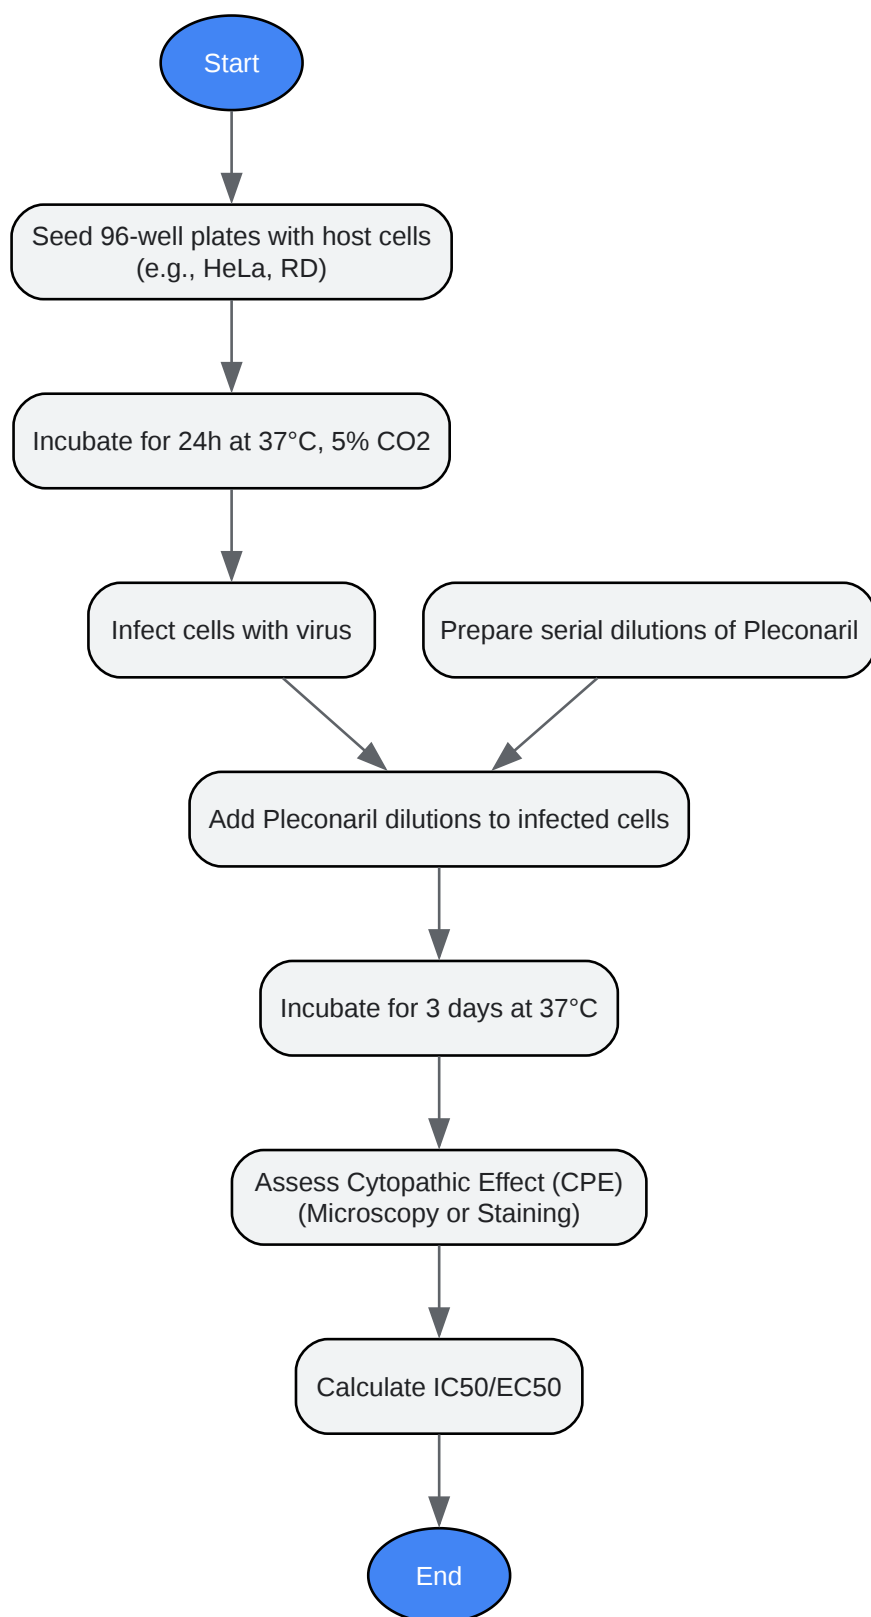 Start
Seed 96-well plates with host cells
(e.g., HeLa, RD)
Incubate for 24h at 37°C, 5% CO2
Infect cells with virus
Prepare serial dilutions of Pleconaril
Add Pleconaril dilutions to infected cells
Incubate for 3 days at 37°C
Assess Cytopathic Effect (CPE)
(Microscopy or Staining)
Calculate IC50/EC50
End